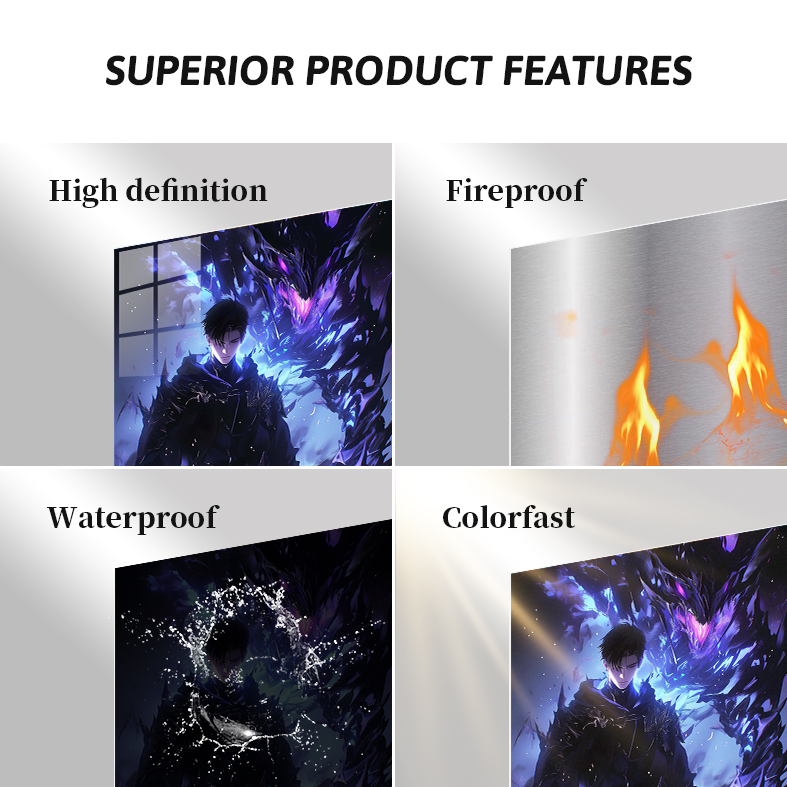 SUPERIOR PRODUCT FEATURES
High definition
Fireproof
Waterproof
Colorfast